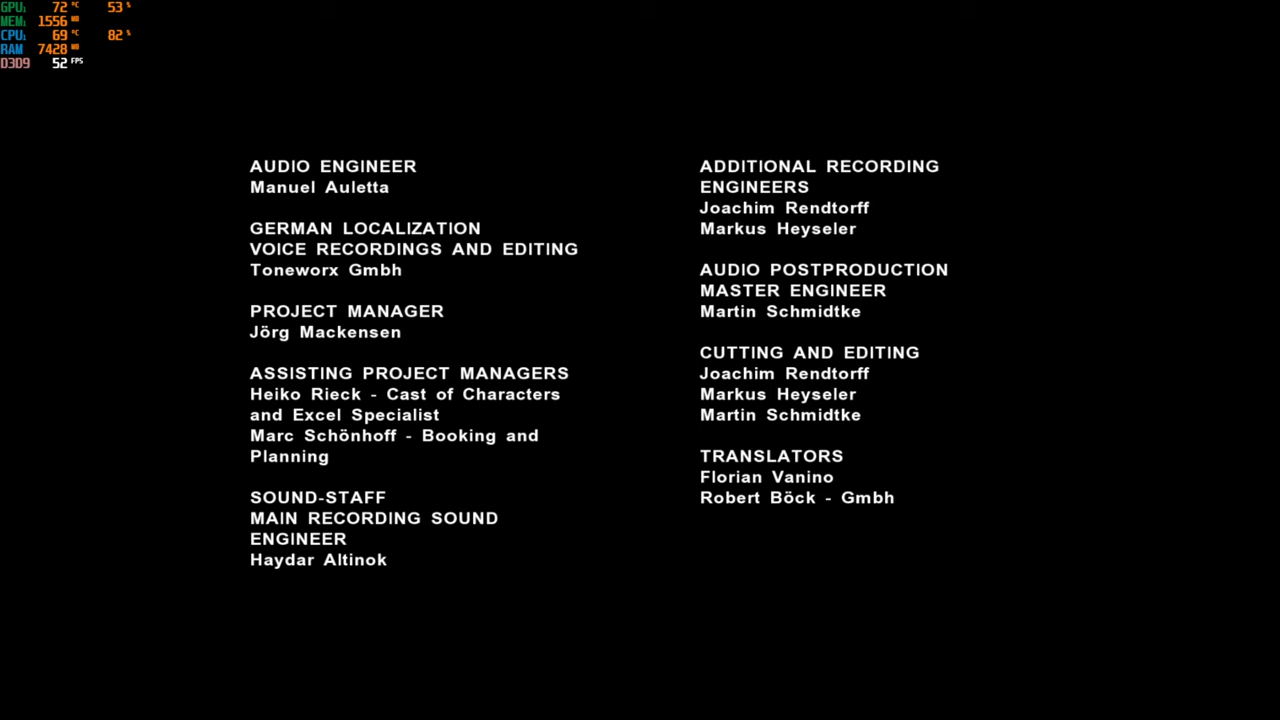 GPU: 72 °C 53 %
MEM: 1556 MB
CPU: 69 °C 82 %
RAM 7428 MB
D3D9 52 FPS
AUDIO ENGINEER
Manuel Auletta
GERMAN LOCALIZATION
VOICE RECORDINGS AND EDITING
Toneworx Gmbh
PROJECT MANAGER
Jörg Mackensen
ASSISTING PROJECT MANAGERS
Heiko Rieck - Cast of Characters
and Excel Specialist
Marc Schönhoff - Booking and
Planning
SOUND-STAFF
MAIN RECORDING SOUND
ENGINEER
Haydar Altinok
ADDITIONAL RECORDING
ENGINEERS
Joachim Rendtorff
Markus Heyseler
AUDIO POSTPRODUCTION
MASTER ENGINEER
Martin Schmidtke
CUTTING AND EDITING
Joachim Rendtorff
Markus Heyseler
Martin Schmidtke
TRANSLATORS
Florian Vanino
Robert Böck - Gmbh